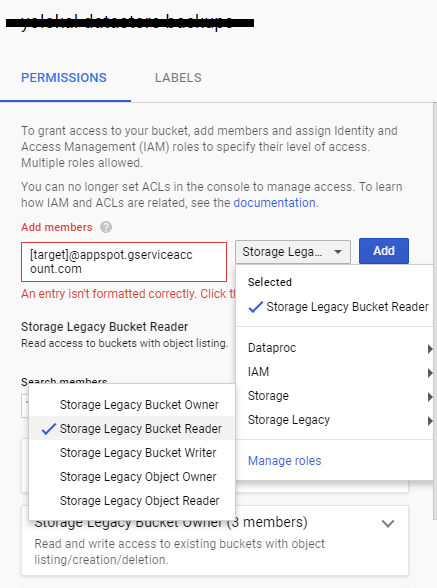 PERMISSIONS LABELS
To grant access to your bucket, add members and assign Identity and
Access Management (IAM) roles to specify their level of access.
Multiple roles allowed.
You can no longer set ACLs in the console to manage access. To learn
how IAM and ACLs are related, see the documentation.
Add members ?
[target]@appspot.gserviceacc
ount.com
Storage Lega...
Add
An entry isn't formatted correctly. Click
Selected
Storage Legacy Bucket Reader
Storage Legacy Bucket Reader
Read access to buckets with object listing.
Dataproc
IAM
Storage
Storage Legacy
Manage roles
Search members
Storage Legacy Bucket Owner
Storage Legacy Bucket Reader
Storage Legacy Bucket Writer
Storage Legacy Object Owner
Storage Legacy Object Reader
Storage Legacy Bucket Owner (3 members)
Read and write access to existing buckets with object
listing/creation/deletion.